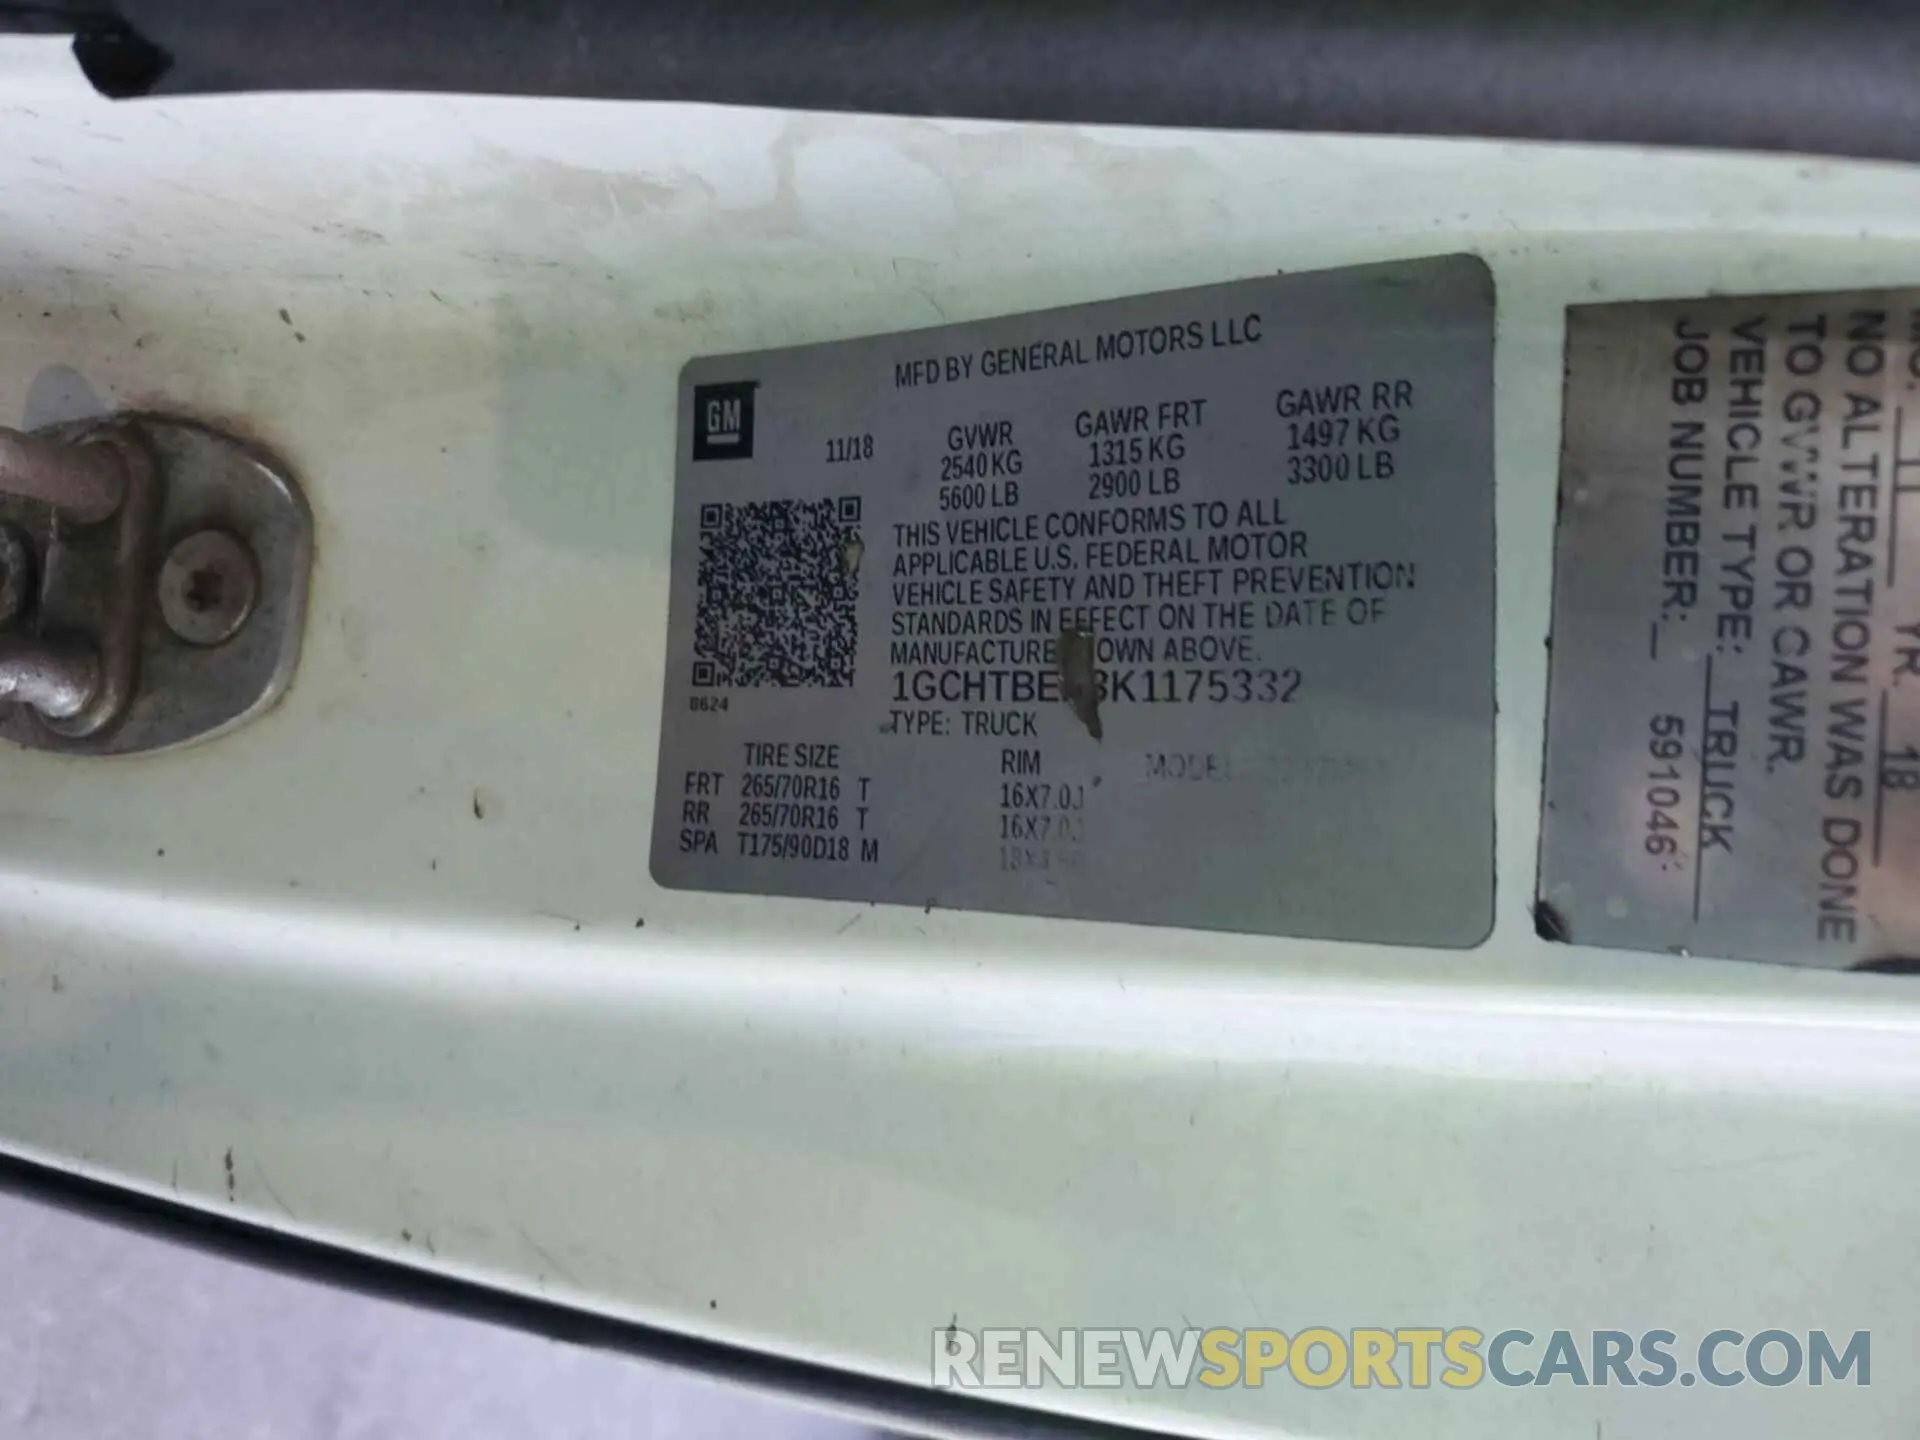 MFD BY GENERAL MOTORS LLC
GM
11/18
GVWR GAWR FRT GAWR RR
2540 KG 1315 KG 1497 KG
5600 LB 2900 LB 3300 LB
THIS VEHICLE CONFORMS TO ALL
APPLICABLE U.S. FEDERAL MOTOR
VEHICLE SAFETY AND THEFT PREVENTION
STANDARDS IN EFFECT ON THE DATE OF
ABOVE.
0624
TYPE: TRUCK
TIRE SIZE RIM MODEL:
FRT 265/70R16 T 16X7.0J
RR 265/70R16 T 16X7.0J
SPA T175/90D18 M
11 YR. 18
NO ALTERATION WAS DONE
TO GVWR OR GAWR.
VEHICLE TYPE: TRUCK
JOB NUMBER: 591046
RENEWSPORTSCARS.COM